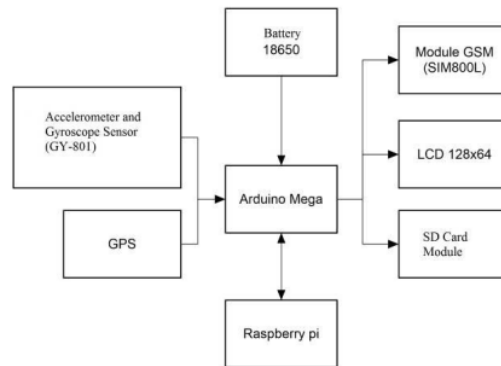 Battery
18650
Module GSM
(SIM800L)
Accelerometer and
Gyroscope Sensor
(GY-801)
LCD 128x64
Arduino Mega
GPS
SD Card
Module
Raspberry pi